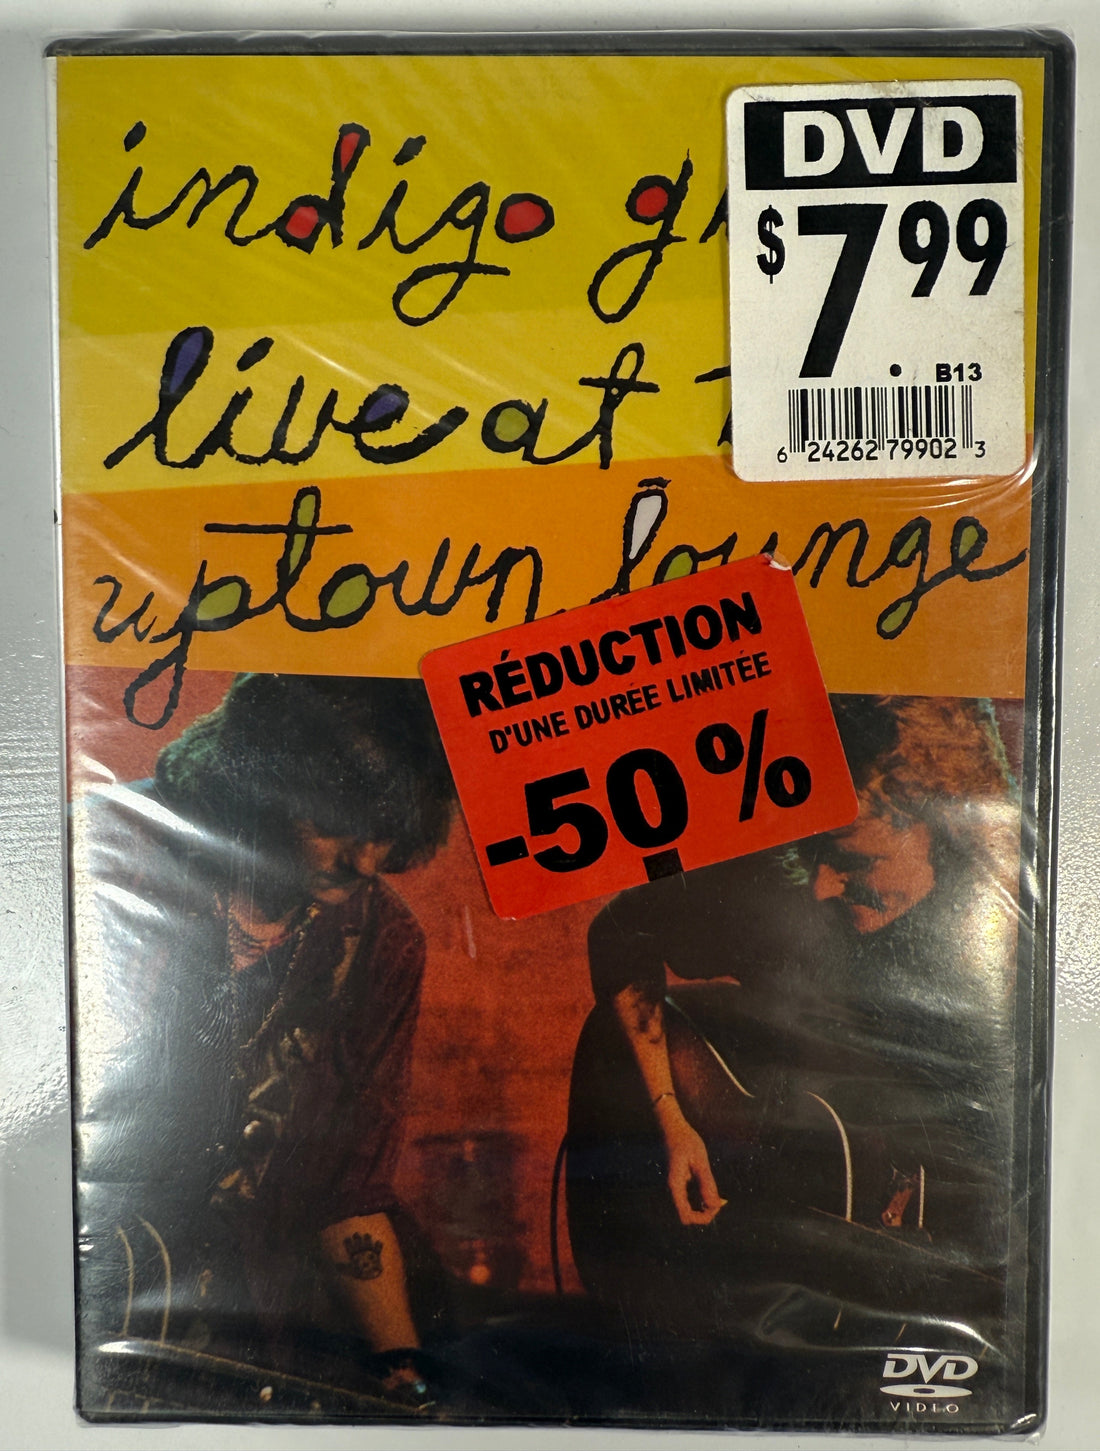 indigo g
live at
uptown lounge
DVD
$7.99
B13
6 24262 79902 3
RÉDUCTION
D'UNE DURÉE LIMITÉE
-50%
DVD
VIDEO